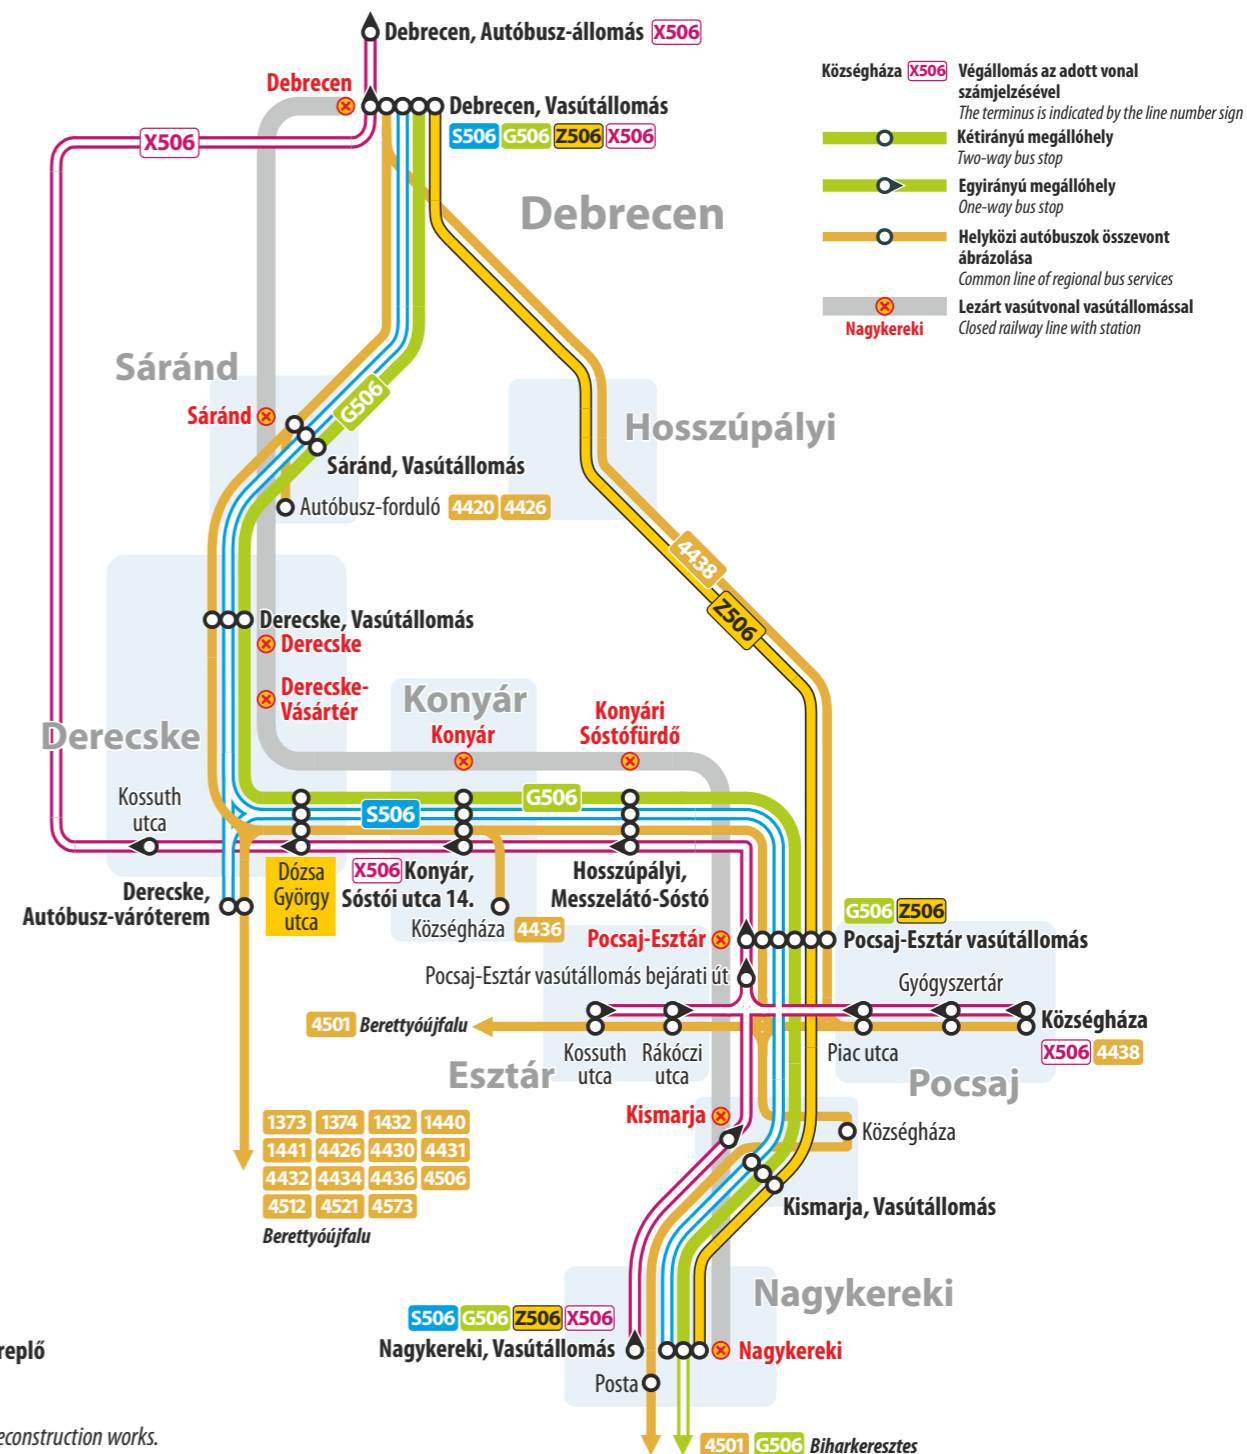 Debrecen, Autóbusz-állomás X506
Debrecen
Debrecen, Vasútállomás
S506 G506 Z506 X506
X506
Debrecen
Községháza X506 Végállomás az adott vonal
számjelzésével
The terminus is indicated by the line number sign
Kétirányú megállóhely
Two-way bus stop
Egyirányú megállóhely
One-way bus stop
Helyközi autóbuszok összevont
ábrázolása
Common line of regional bus services
Lezárt vasútvonal vasútállomással
Nagykereki Closed railway line with station
Sáránd
G506
Sáránd
Sáránd, Vasútállomás
Autóbusz-forduló 4420 4426
Hosszúpályi
4438
Z506
Derecske, Vasútállomás
Derecske
Derecske-
Vásártér
Derecske
Konyár
Konyár
Konyári
Sóstófürdő
Kossuth
utca
S506
G506
Derecske,
Autóbusz-váróterem
Dózsa
György
utca
X506 Konyár,
Sóstói utca 14.
Községháza 4436
Hosszúpályi,
Messzelátó-Sóstó
G506 Z506
Pocsaj-Esztár
Pocsaj-Esztár vasútállomás
Pocsaj-Esztár vasútállomás bejárati út
Gyógyszertár
Községháza
X506 4438
4501 Berettyóújfalu
Kossuth
utca
Rákóczi
utca
Piac utca
Esztár
Pocsaj
Kismarja
Községháza
Kismarja, Vasútállomás
1373 1374 1432 1440
1441 4426 4430 4431
4432 4434 4436 4506
4512 4521 4573
Berettyóújfalu
Nagykereki
S506 G506 Z506 X506
Nagykereki, Vasútállomás
Nagykereki
Posta
4501 G506 Biharkeresztes
replő
econstruction works.